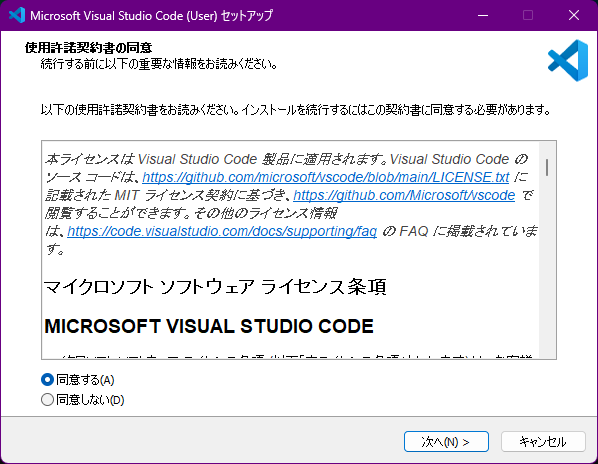 Microsoft Visual Studio Code (User) セットアップ
使用許諾契約書の同意
続行する前に以下の重要な情報をお読みください。
以下の使用許諾契約書をお読みください。インストールを続行するにはこの契約書に同意する必要があります。
本ライセンスは Visual Studio Code 製品に適用されます。Visual Studio Code の
ソース コードは、https://github.com/microsoft/vscode/blob/main/LICENSE.txt に
記載された MIT ライセンス契約に基づき、https://github.com/Microsoft/vscode で
閲覧することができます。その他のライセンス情報
は、https://code.visualstudio.com/docs/supporting/faq の FAQ に掲載されていま
す。
マイクロソフト ソフトウェア ライセンス条項
MICROSOFT VISUAL STUDIO CODE
同意する(A)
同意しない(D)
次へ(N) >
キャンセル